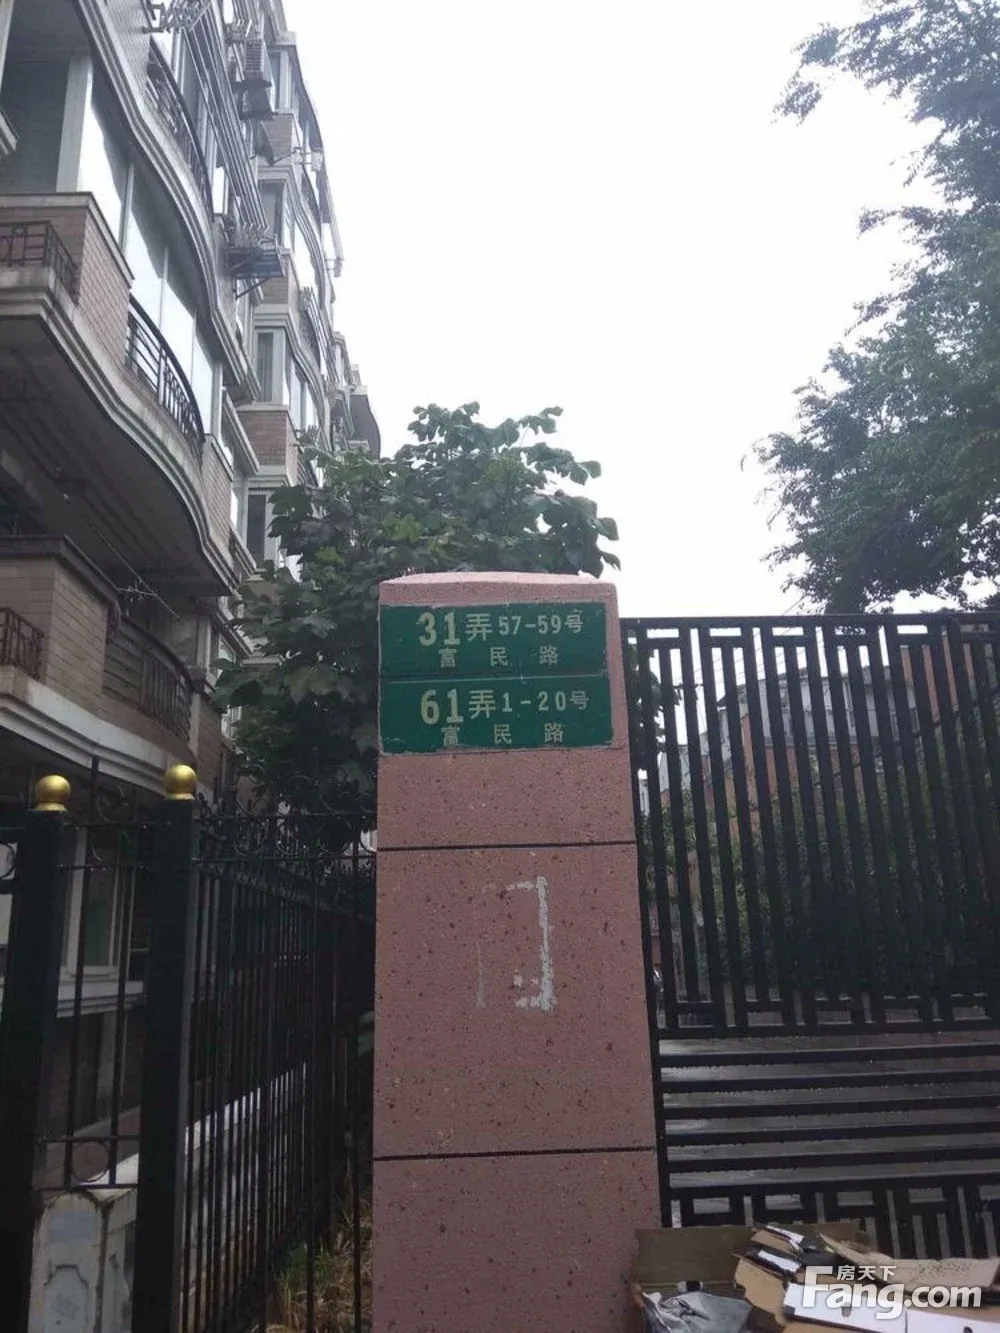 31弄57-59号
富民路
61弄1-20号
富民路
房天下
Fang.com